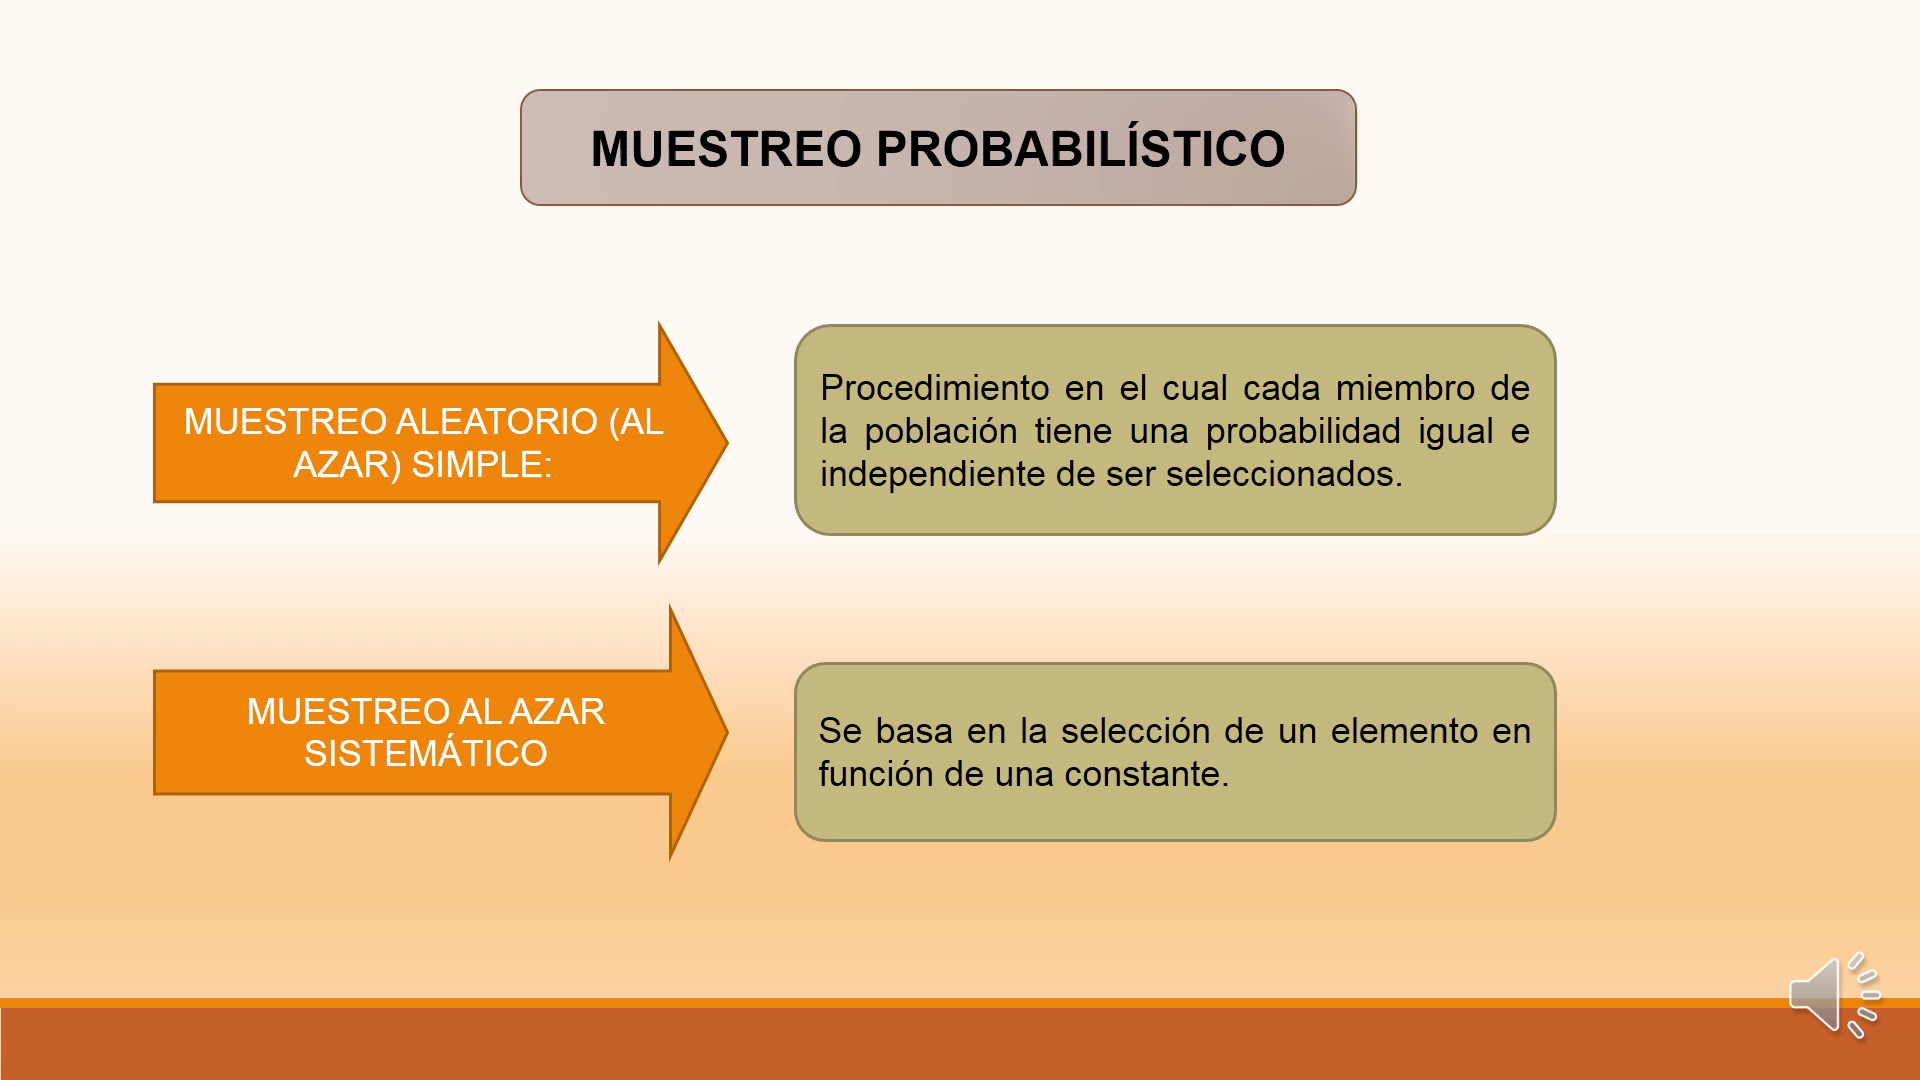 MUESTREO PROBABILÍSTICO
MUESTREO ALEATORIO (AL
AZAR) SIMPLE:
Procedimiento en el cual cada miembro de
la población tiene una probabilidad igual e
independiente de ser seleccionados.
MUESTREO AL AZAR
SISTEMÁTICO
Se basa en la selección de un elemento en
función de una constante.